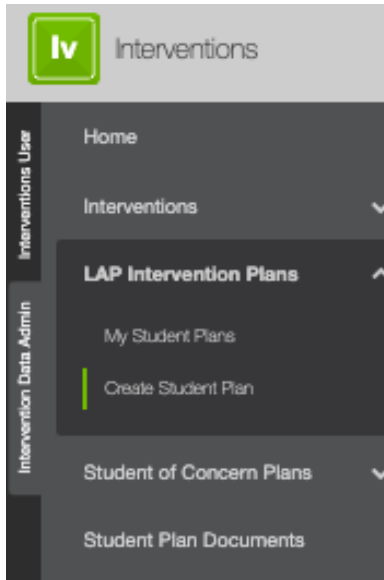 Iv
Interventions
Interventions User
Intervention Data Admin
Home
Interventions
LAP Intervention Plans
My Student Plans
Create Student Plan
Student of Concern Plans
Student Plan Documents